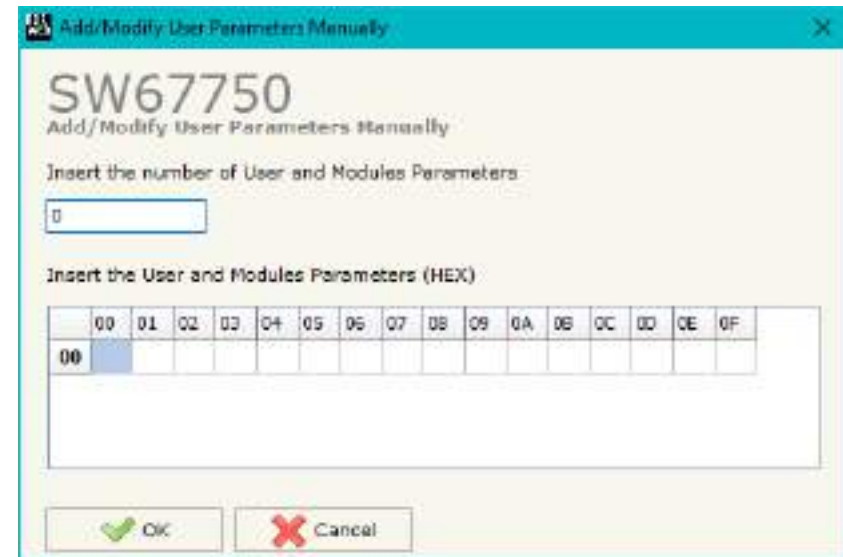 Add/Modify User Parameters Manually
SW67750
Add/Modify User Parameters Manually
Insert the number of User and Modules Parameters
0
Insert the User and Modules Parameters (HEX)
00 01 02 03 04 05 06 07 08 09 0A 0B 0C 0D 0E 0F
00
OK Cancel